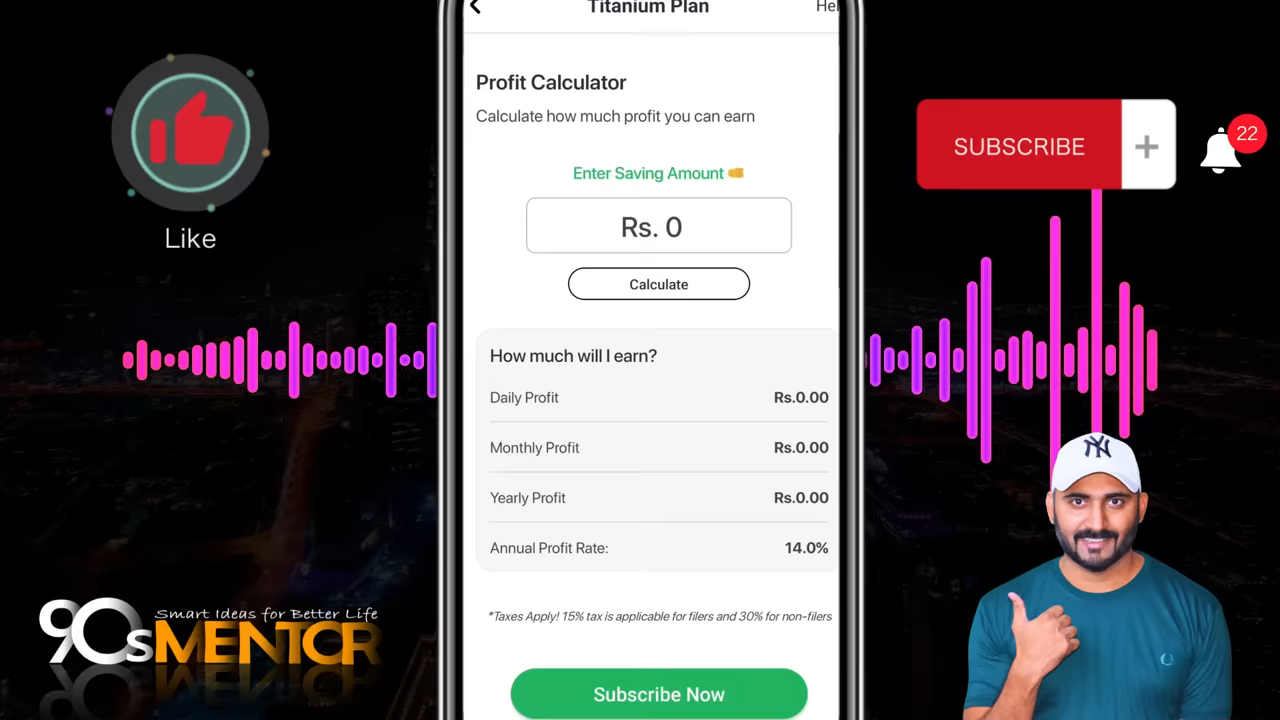 Titanium Plan
Hel
Profit Calculator
Calculate how much profit you can earn
Enter Saving Amount
Rs. 0
Calculate
How much will I earn?
Daily Profit Rs.0.00
Monthly Profit Rs.0.00
Yearly Profit Rs.0.00
Annual Profit Rate: 14.0%
*Taxes Apply! 15% tax is applicable for filers and 30% for non-filers
Subscribe Now
Like
SUBSCRIBE +
22
NY
Smart Ideas for Better Life
90sMENTOR